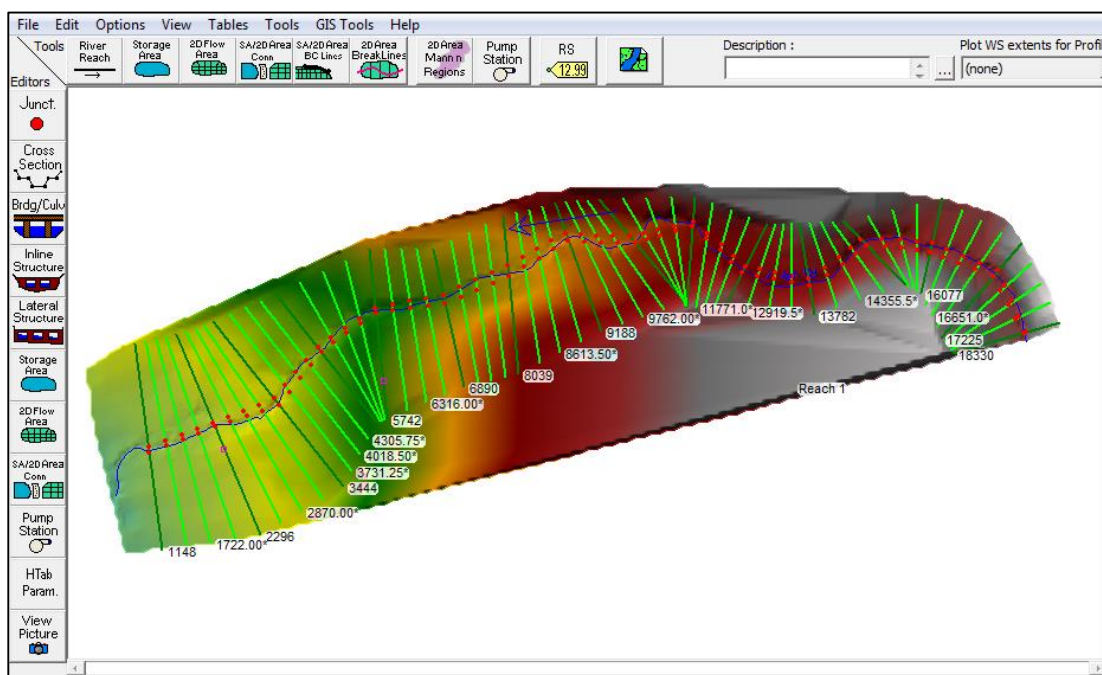 File Edit Options View Tables Tools GIS Tools Help
Tools
Editors
River
Reach
Storage
Area
2D Flow
Area
SA/2D Area
Conn
SA/2D Area
BC Lines
2D Area
BreakLines
2D Area
Mann n
Regions
Pump
Station
RS
12.99
Description :
...
Plot WS extents for Profil
(none)
Junct.
Cross
Section
Brdg/Culv
Inline
Structure
Lateral
Structure
Storage
Area
2D Flow
Area
SA/2D Area
Conn
Pump
Station
HTab
Param.
View
Picture
16077
14355.5*
11771.0*
12919.5*
13782
16651.0*
9762.00*
9188
17225
8613.50*
18330
8039
6890
Reach 1
6316.00*
5742
4305.75*
4018.50*
3731.25*
3444
2870.00*
2296
1722.00*
1148